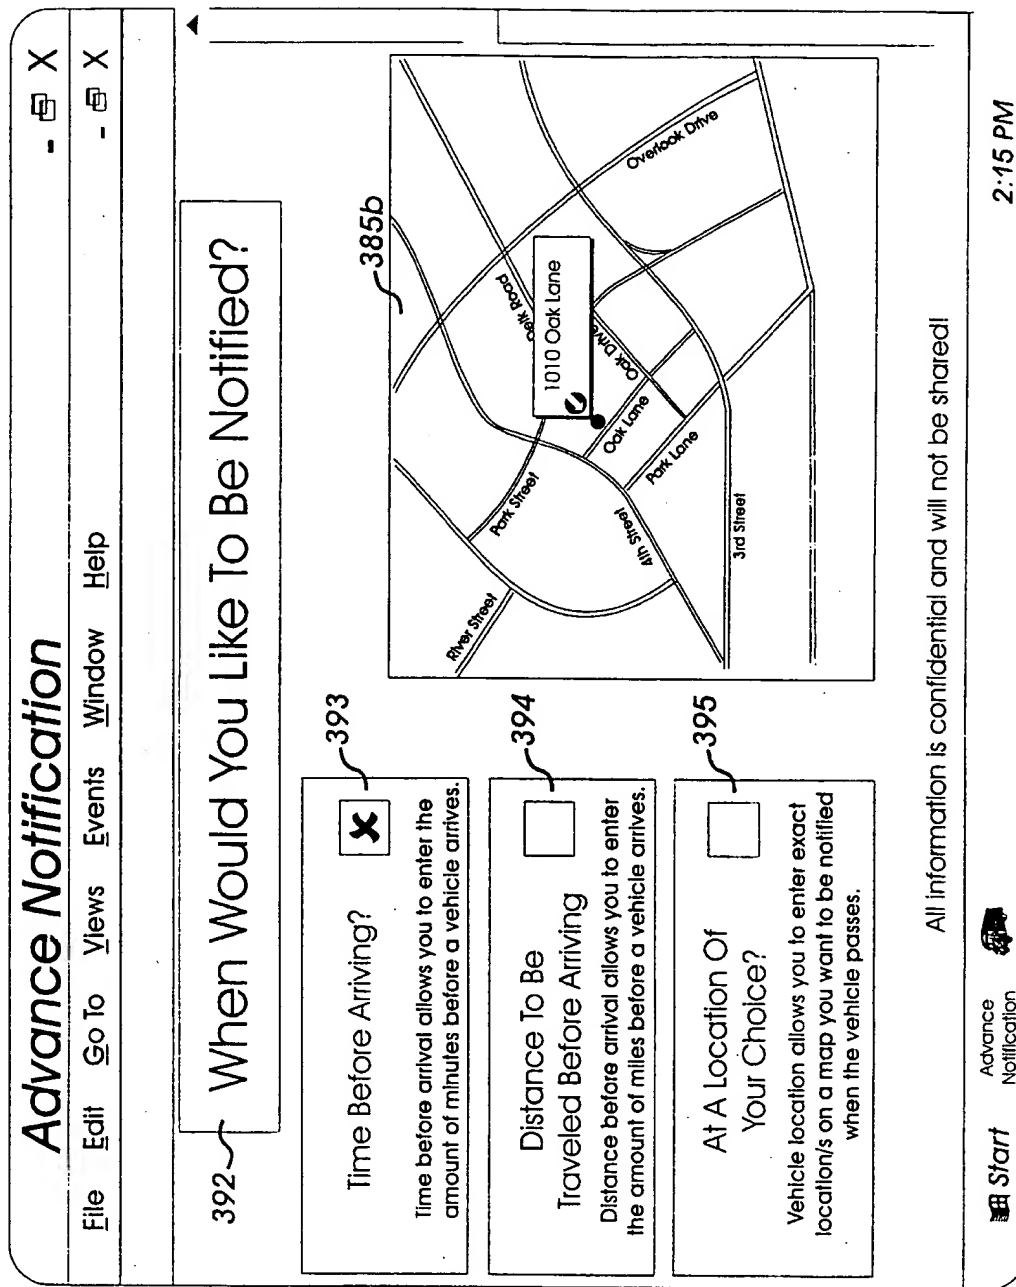 Advance Notification
- X
File Edit Go To Views Events Window Help
- X
392 When Would You Like To Be Notified?
Time Before Arriving?
393
Time before arrival allows you to enter the
amount of minutes before a vehicle arrives.
Distance To Be
Traveled Before Arriving
394
Distance before arrival allows you to enter
the amount of miles before a vehicle arrives.
At A Location Of
Your Choice?
395
Vehicle location allows you to enter exact
location/s on a map you want to be notified
when the vehicle passes.
385b
River Street
Park Street
Delk Road
1010 Oak Lane
Oak Drive
Oak Lane
Park Lane
4th Street
3rd Street
Overlook Drive
All information is confidential and will not be shared!
Start
Advance
Notification
2:15 PM